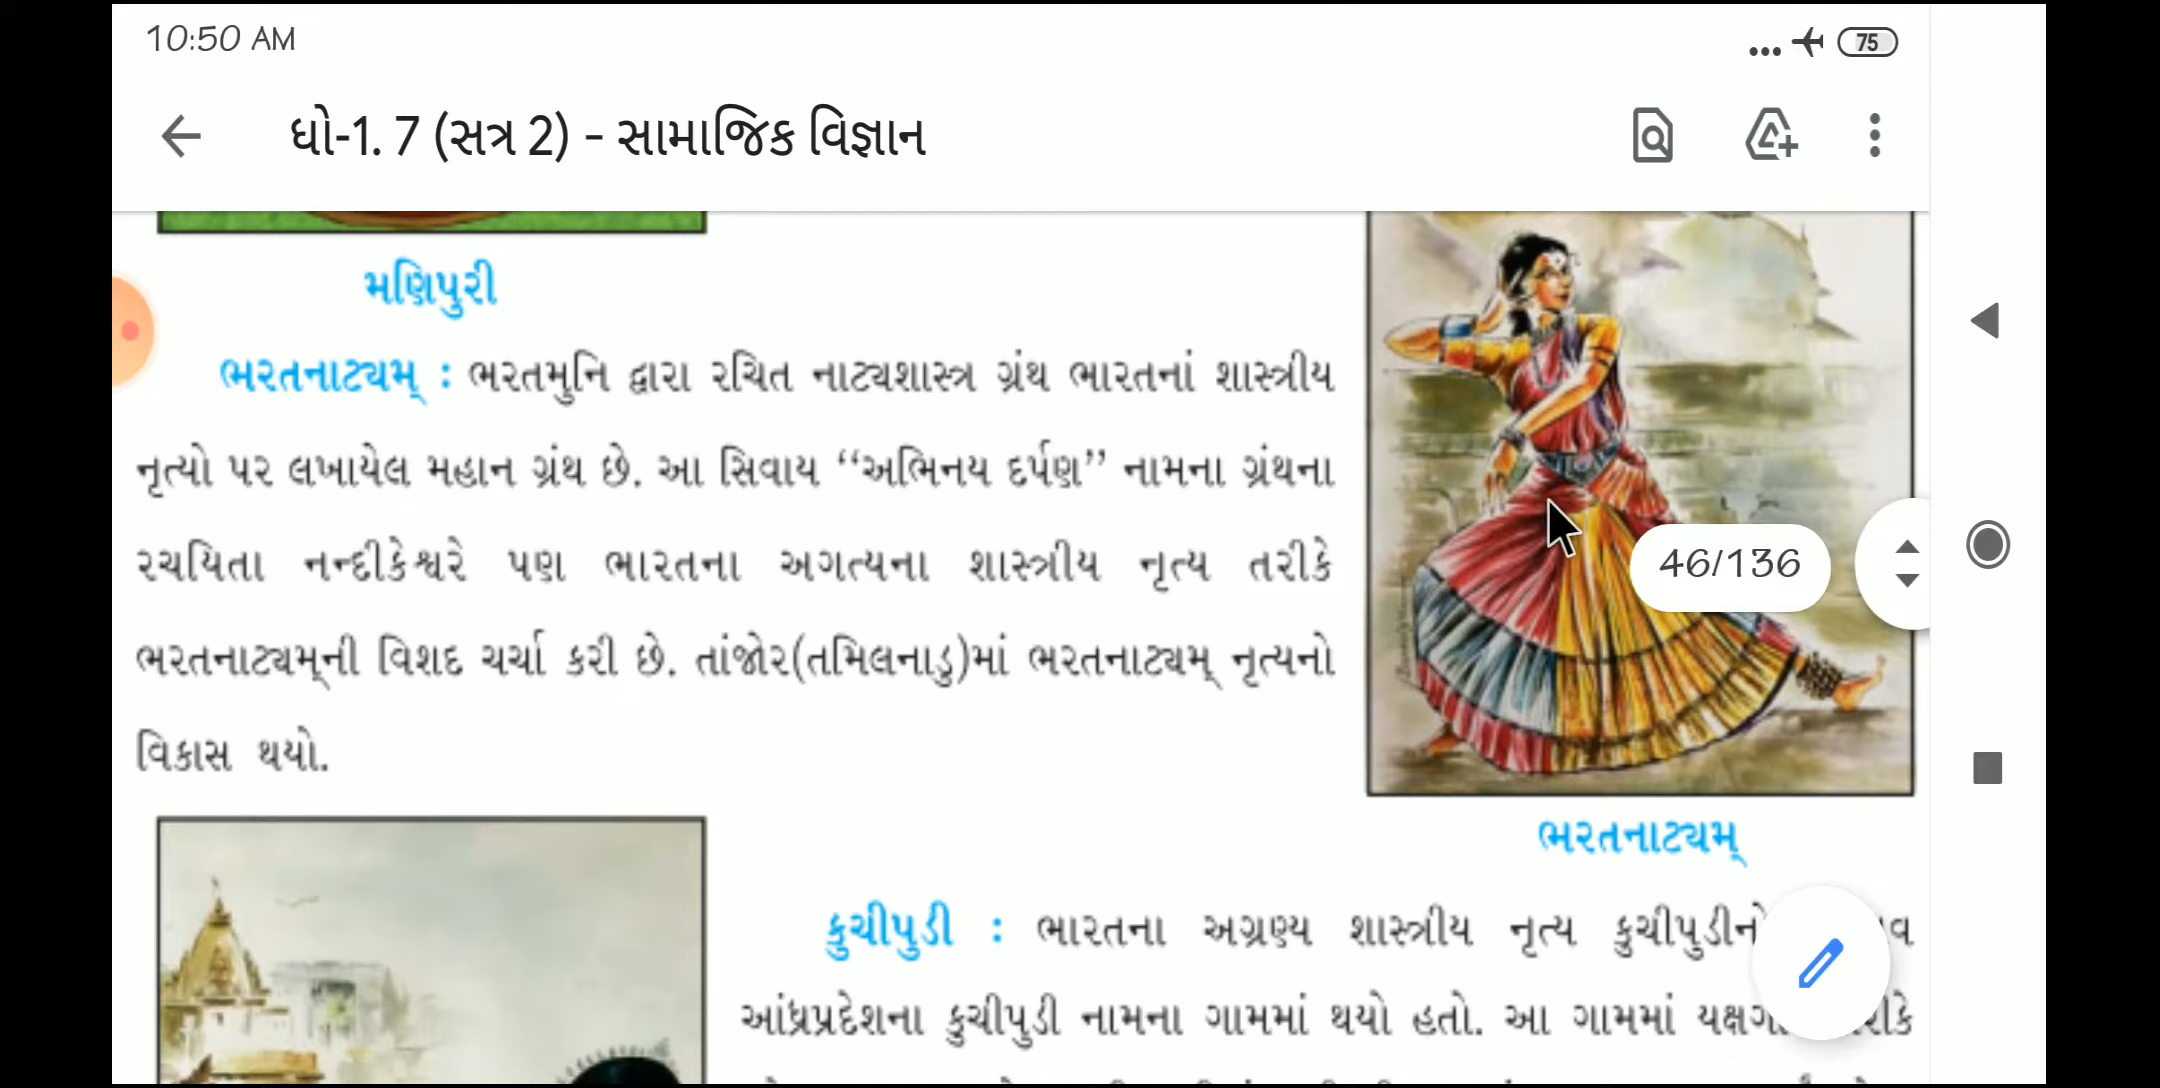 10:50 AM
75
ધો-1. 7 (સત્ર 2) - સામાજિક વિજ્ઞાન
મણિપુરી
ભરતનાટ્યમ્ : ભરતમુનિ દ્વારા રચિત નાટ્યશાસ્ત્ર ગ્રંથ ભારતનાં શાસ્ત્રીય
નૃત્યો પર લખાયેલ મહાન ગ્રંથ છે. આ સિવાય “અભિનય દર્પણ” નામના ગ્રંથના
રચયિતા નન્દીકેશ્વરે પણ ભારતના અગત્યના શાસ્ત્રીય નૃત્ય તરીકે
ભરતનાટ્યમ્‌ની વિશદ ચર્ચા કરી છે. તાંજોર(તમિલનાડુ)માં ભરતનાટ્યમ્ નૃત્યનો
વિકાસ થયો.
46/136
ભરતનાટ્યમ્
કુચીપુડી : ભારતના અગ્રણ્ય શાસ્ત્રીય નૃત્ય કુચીપુડીનો
આંધ્રપ્રદેશના કુચીપુડી નામના ગામમાં થયો હતો. આ ગામમાં